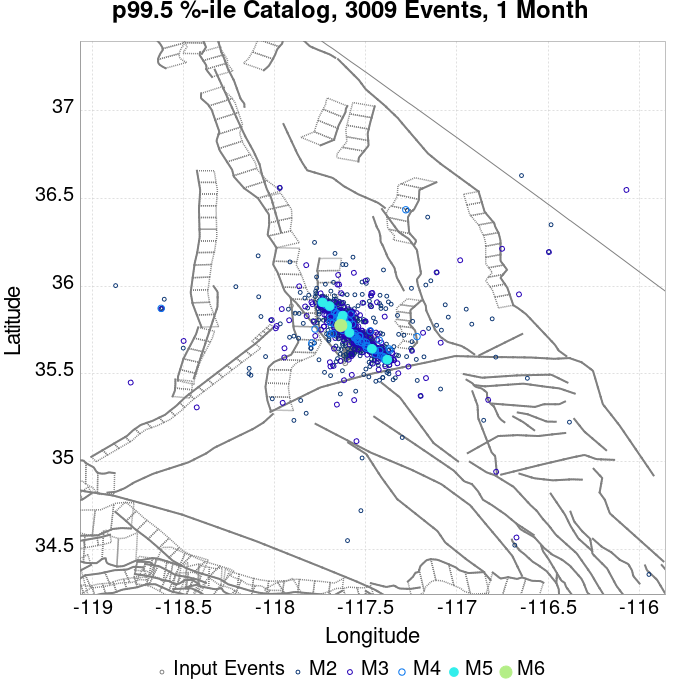 p99.5 %-ile Catalog, 3009 Events, 1 Month
37
36.5
36
35.5
35
34.5
Latitude
-119
-118.5
-118
-117.5
-117
-116.5
-116
Longitude
Input Events
M2
M3
M4
M5
M6